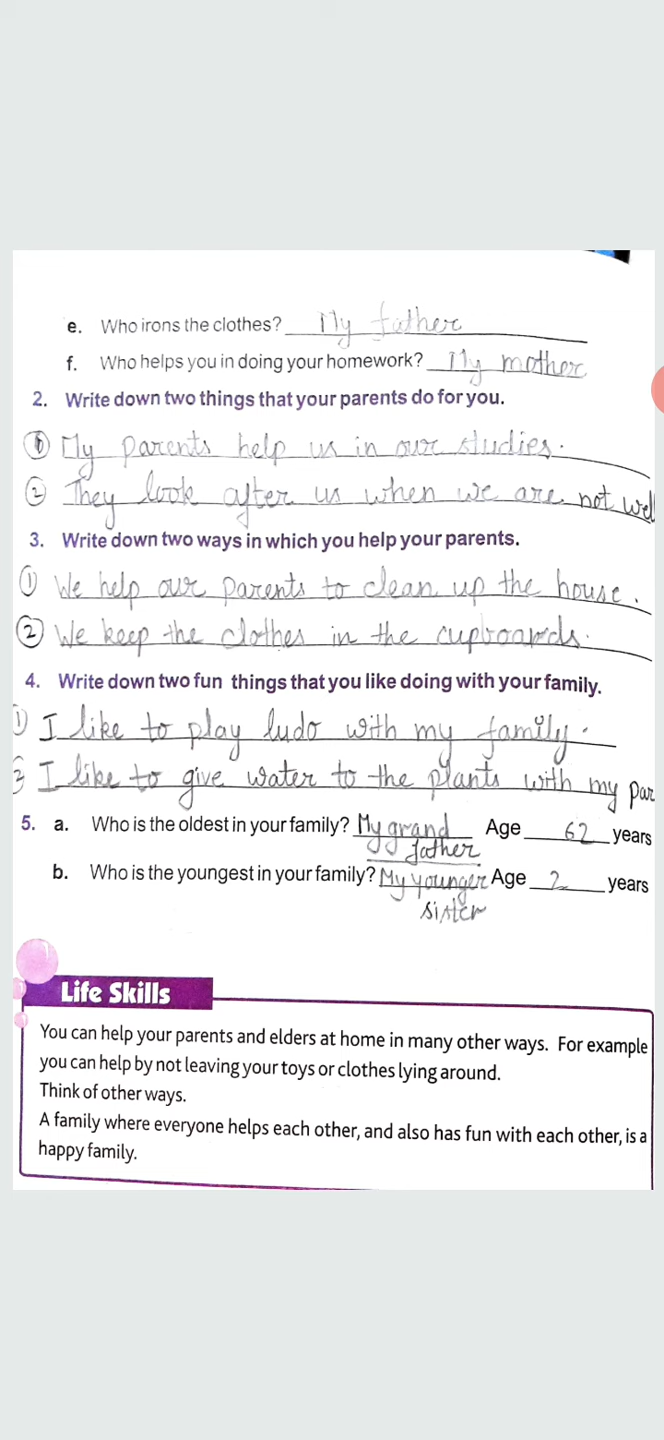 e. Who irons the clothes? My father
f. Who helps you in doing your homework? My mother
2. Write down two things that your parents do for you.
① My parents help us in our studies.
② They look after us when we are not well
3. Write down two ways in which you help your parents.
① We help our parents to clean up the house.
② We keep the clothes in the cupboards.
4. Write down two fun things that you like doing with your family.
1) I like to play ludo with my family.
2 I like to give water to the plants with my par
5. a. Who is the oldest in your family? My grand Age 62 years
father.
b. Who is the youngest in your family? My younger Age 2 years
sister
Life Skills
You can help your parents and elders at home in many other ways. For example
you can help by not leaving your toys or clothes lying around.
Think of other ways.
A family where everyone helps each other, and also has fun with each other, is a
happy family.